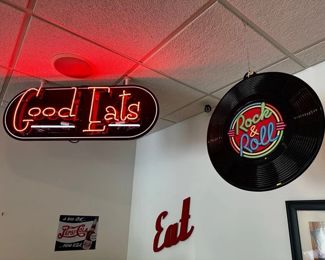 Good Eats
Rock
&
Roll
Eat
Pepsi-Cola